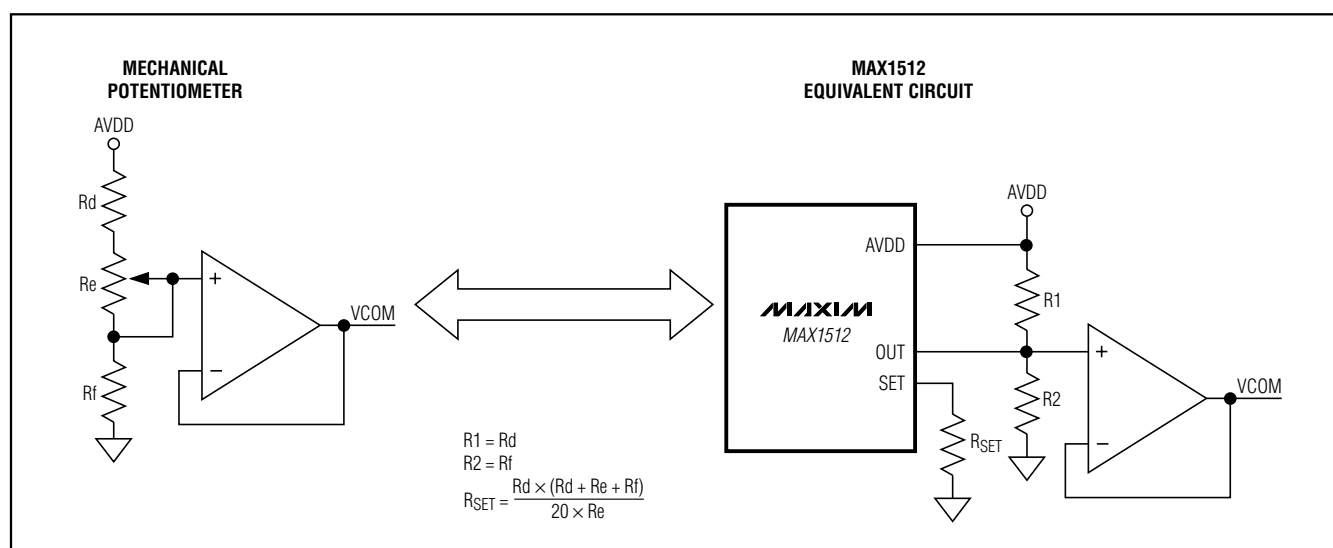 MECHANICAL
POTENTIOMETER
AVDD
Rd
Re
Rf
+
−
VCOM
R1 = Rd
R2 = Rf
RSET = Rd × (Rd + Re + Rf)
20 × Re
MAX1512
EQUIVALENT CIRCUIT
AVDD
AVDD
MAXIM
MAX1512
OUT
SET
R1
R2
RSET
+
−
VCOM